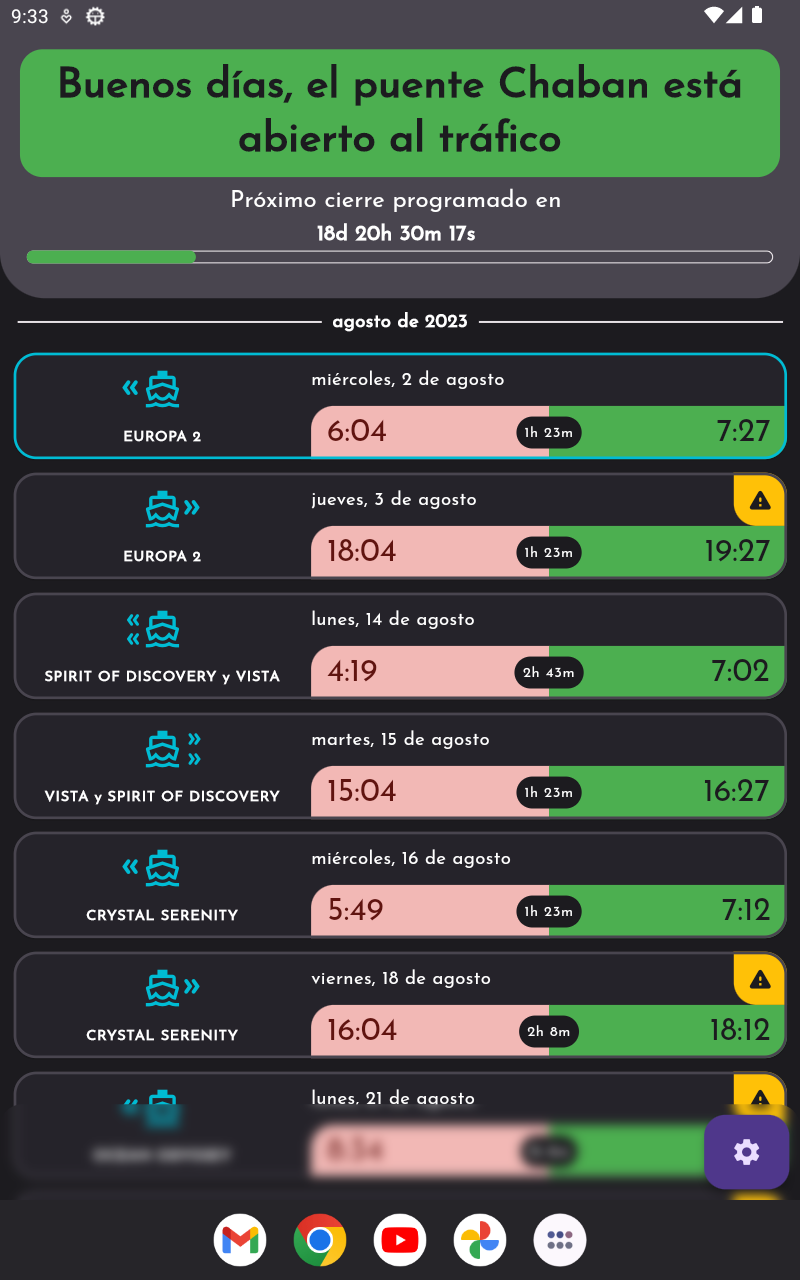 9:33
Buenos días, el puente Chaban está
abierto al tráfico
Próximo cierre programado en
18d 20h 30m 17s
agosto de 2023
miércoles, 2 de agosto
EUROPA 2
6:04
1h 23m
7:27
jueves, 3 de agosto
EUROPA 2
18:04
1h 23m
19:27
lunes, 14 de agosto
SPIRIT OF DISCOVERY y VISTA
4:19
2h 43m
7:02
martes, 15 de agosto
VISTA y SPIRIT OF DISCOVERY
15:04
1h 23m
16:27
miércoles, 16 de agosto
CRYSTAL SERENITY
5:49
1h 23m
7:12
viernes, 18 de agosto
CRYSTAL SERENITY
16:04
2h 8m
18:12
lunes, 21 de agosto